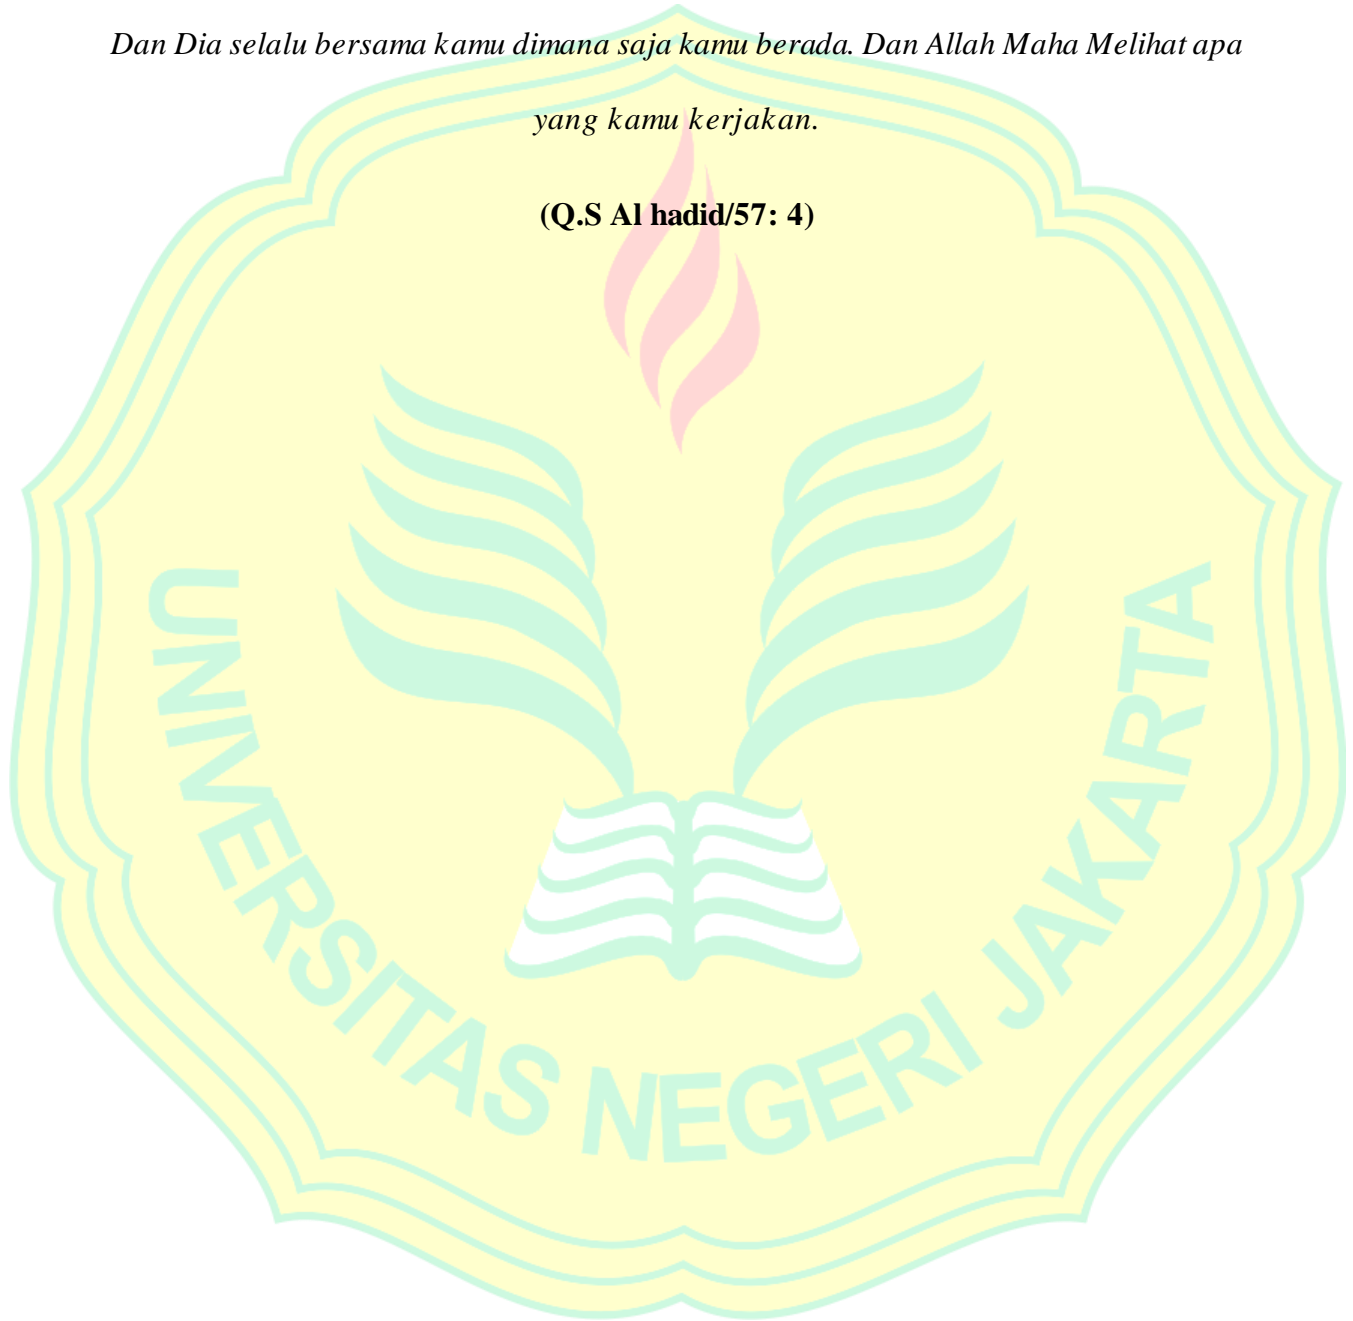 Dan Dia selalu bersama kamu dimana saja kamu berada. Dan Allah Maha Melihat apa
yang kamu kerjakan.
(Q.S Al hadid/57: 4)
UNIVERSITAS NEGERI JAKARTA